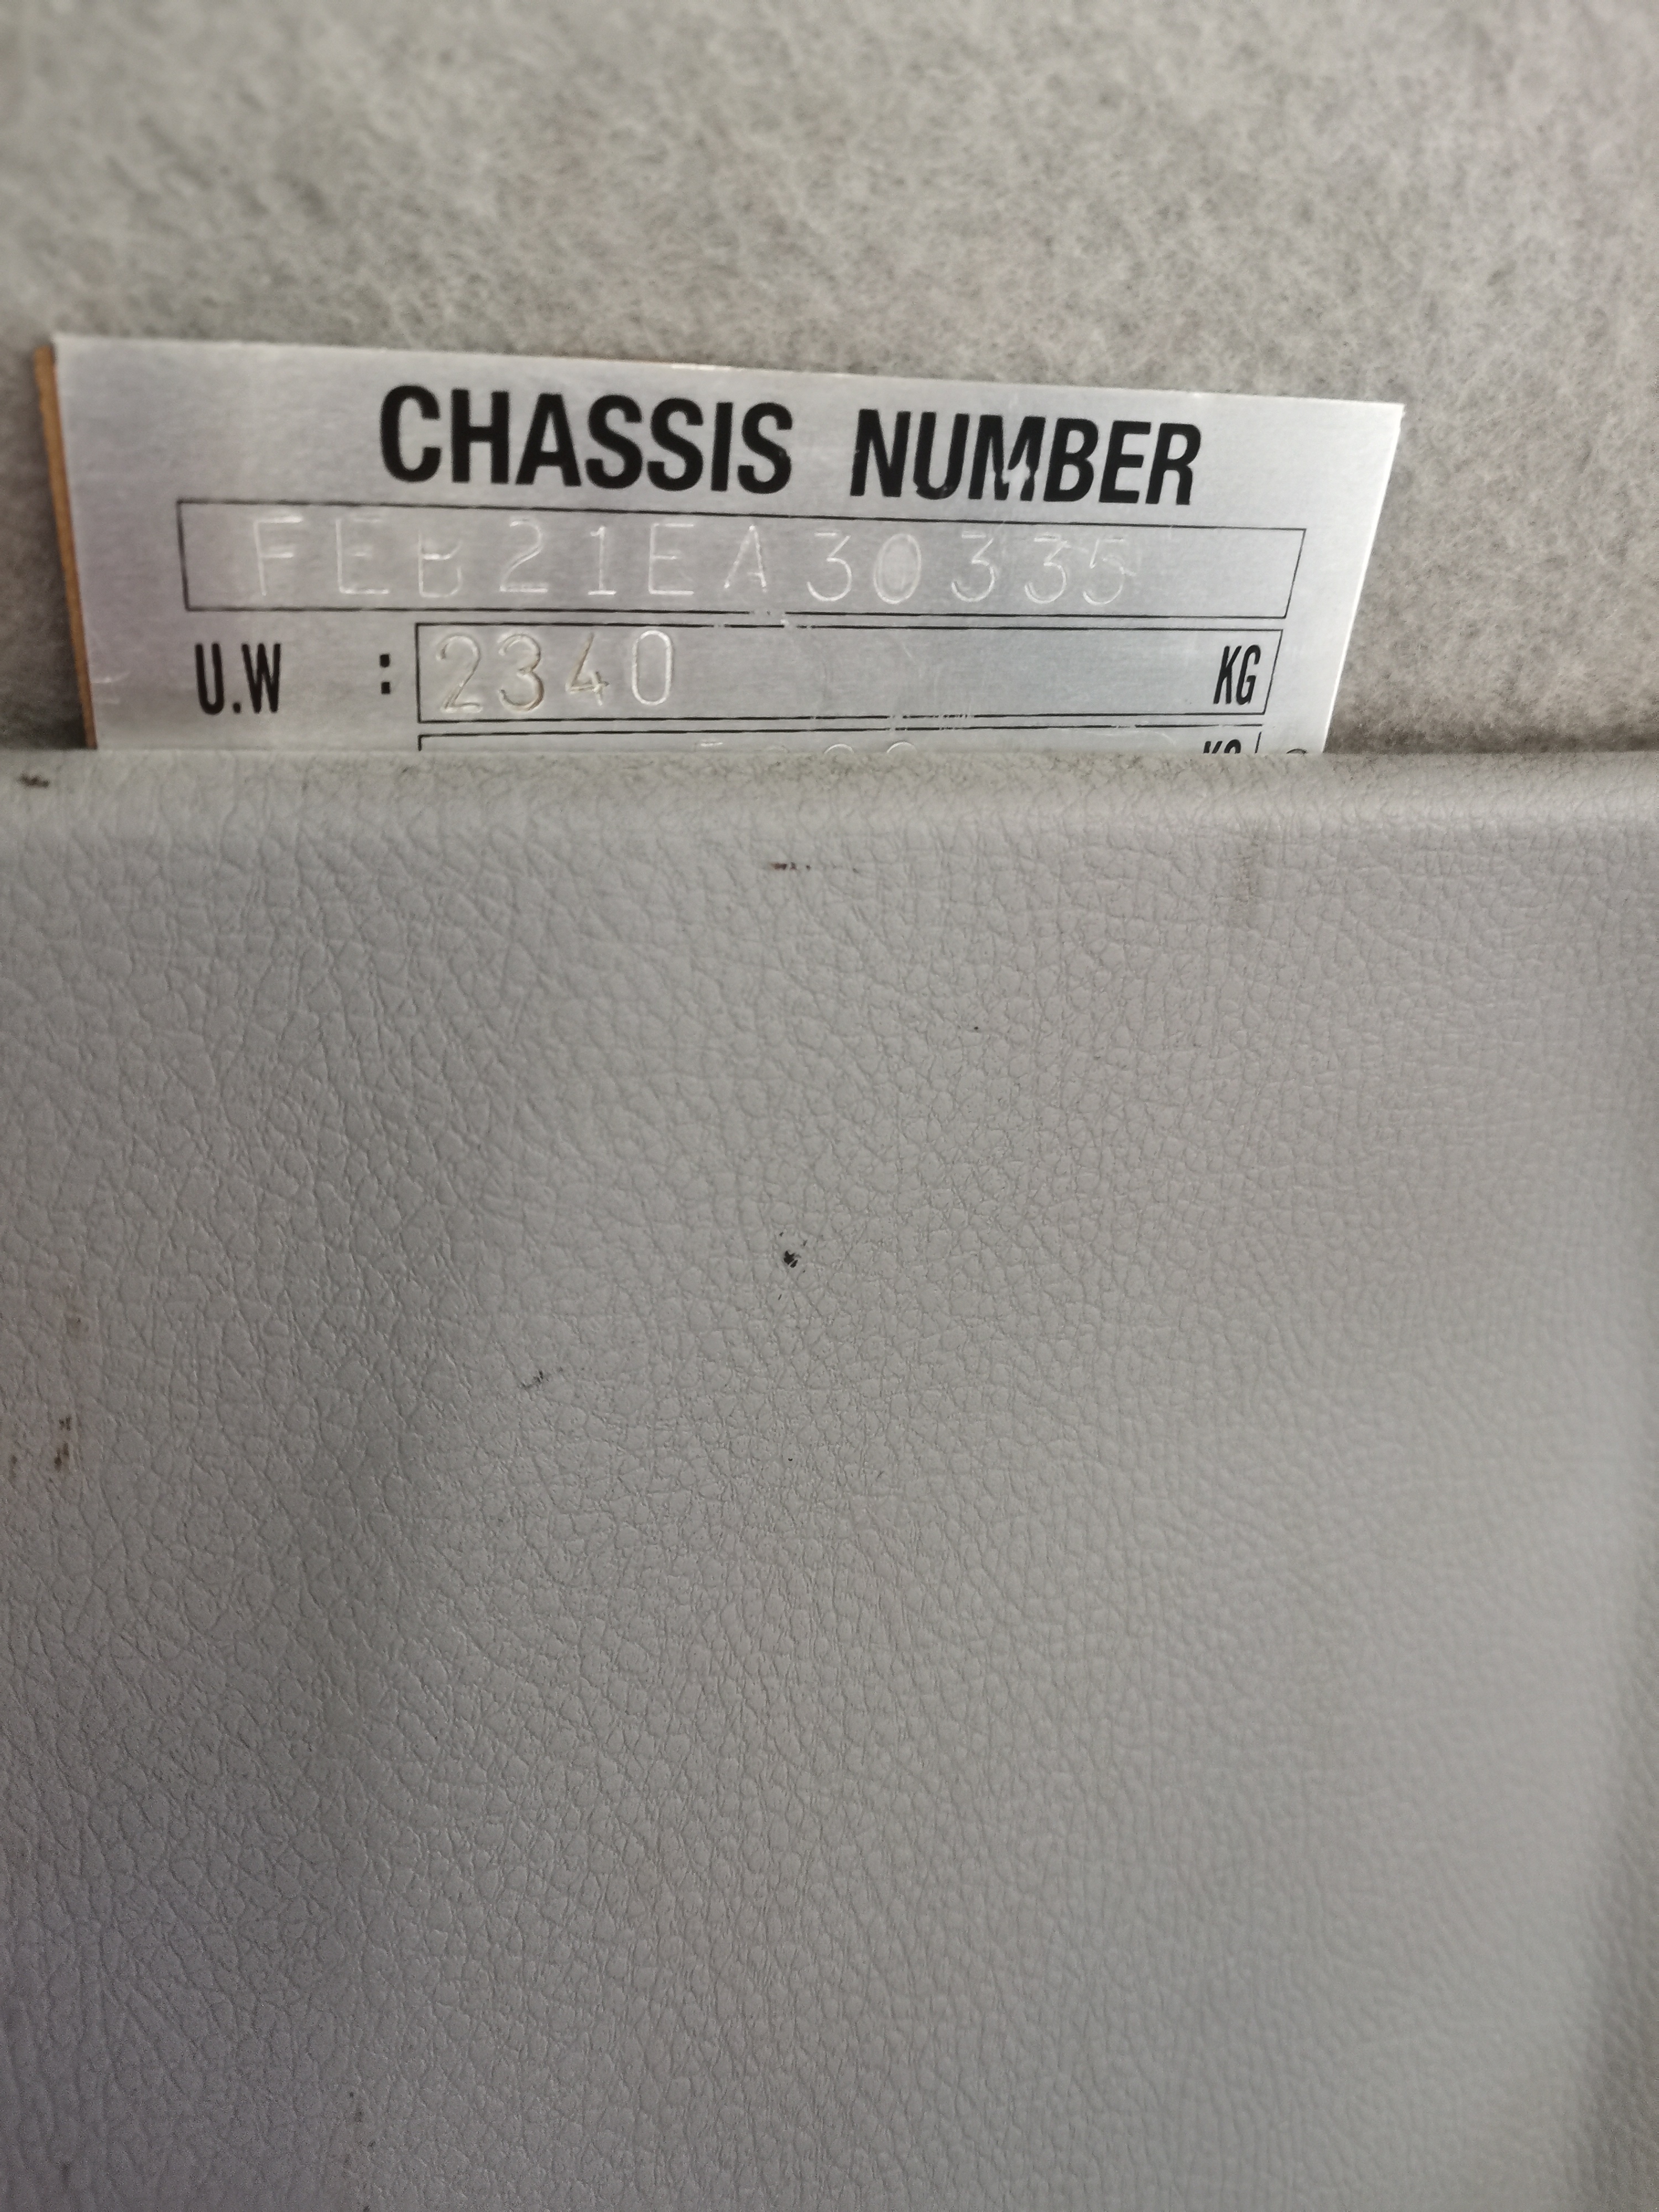 CHASSIS NUMBER
FEB21EA30335
U.W : 2340 KG